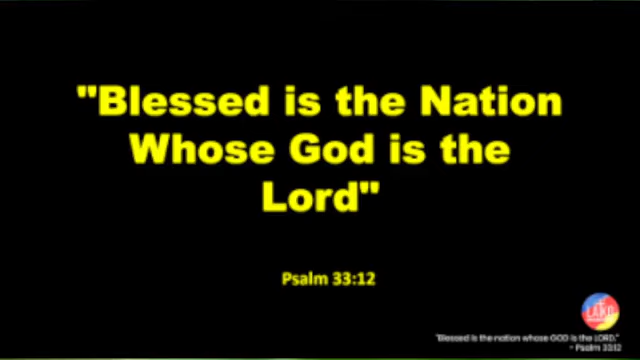 "Blessed is the Nation
Whose God is the
Lord"
Psalm 33:12
LAKP
"Blessed is the nation whose GOD is the LORD."
- Psalm 33:12